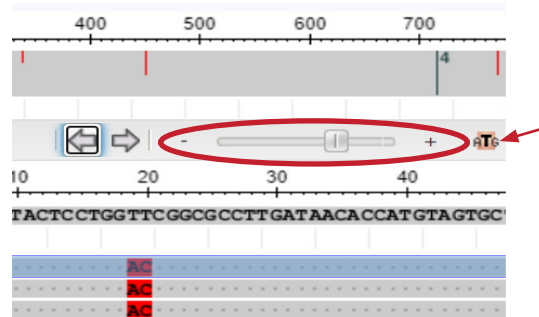 400 500 600 700
4
- + ATG
10 20 30 40
TACTCCTGGTTCGGCGCCTTGATAACACCATGTAGTGC
AC
AC
AC